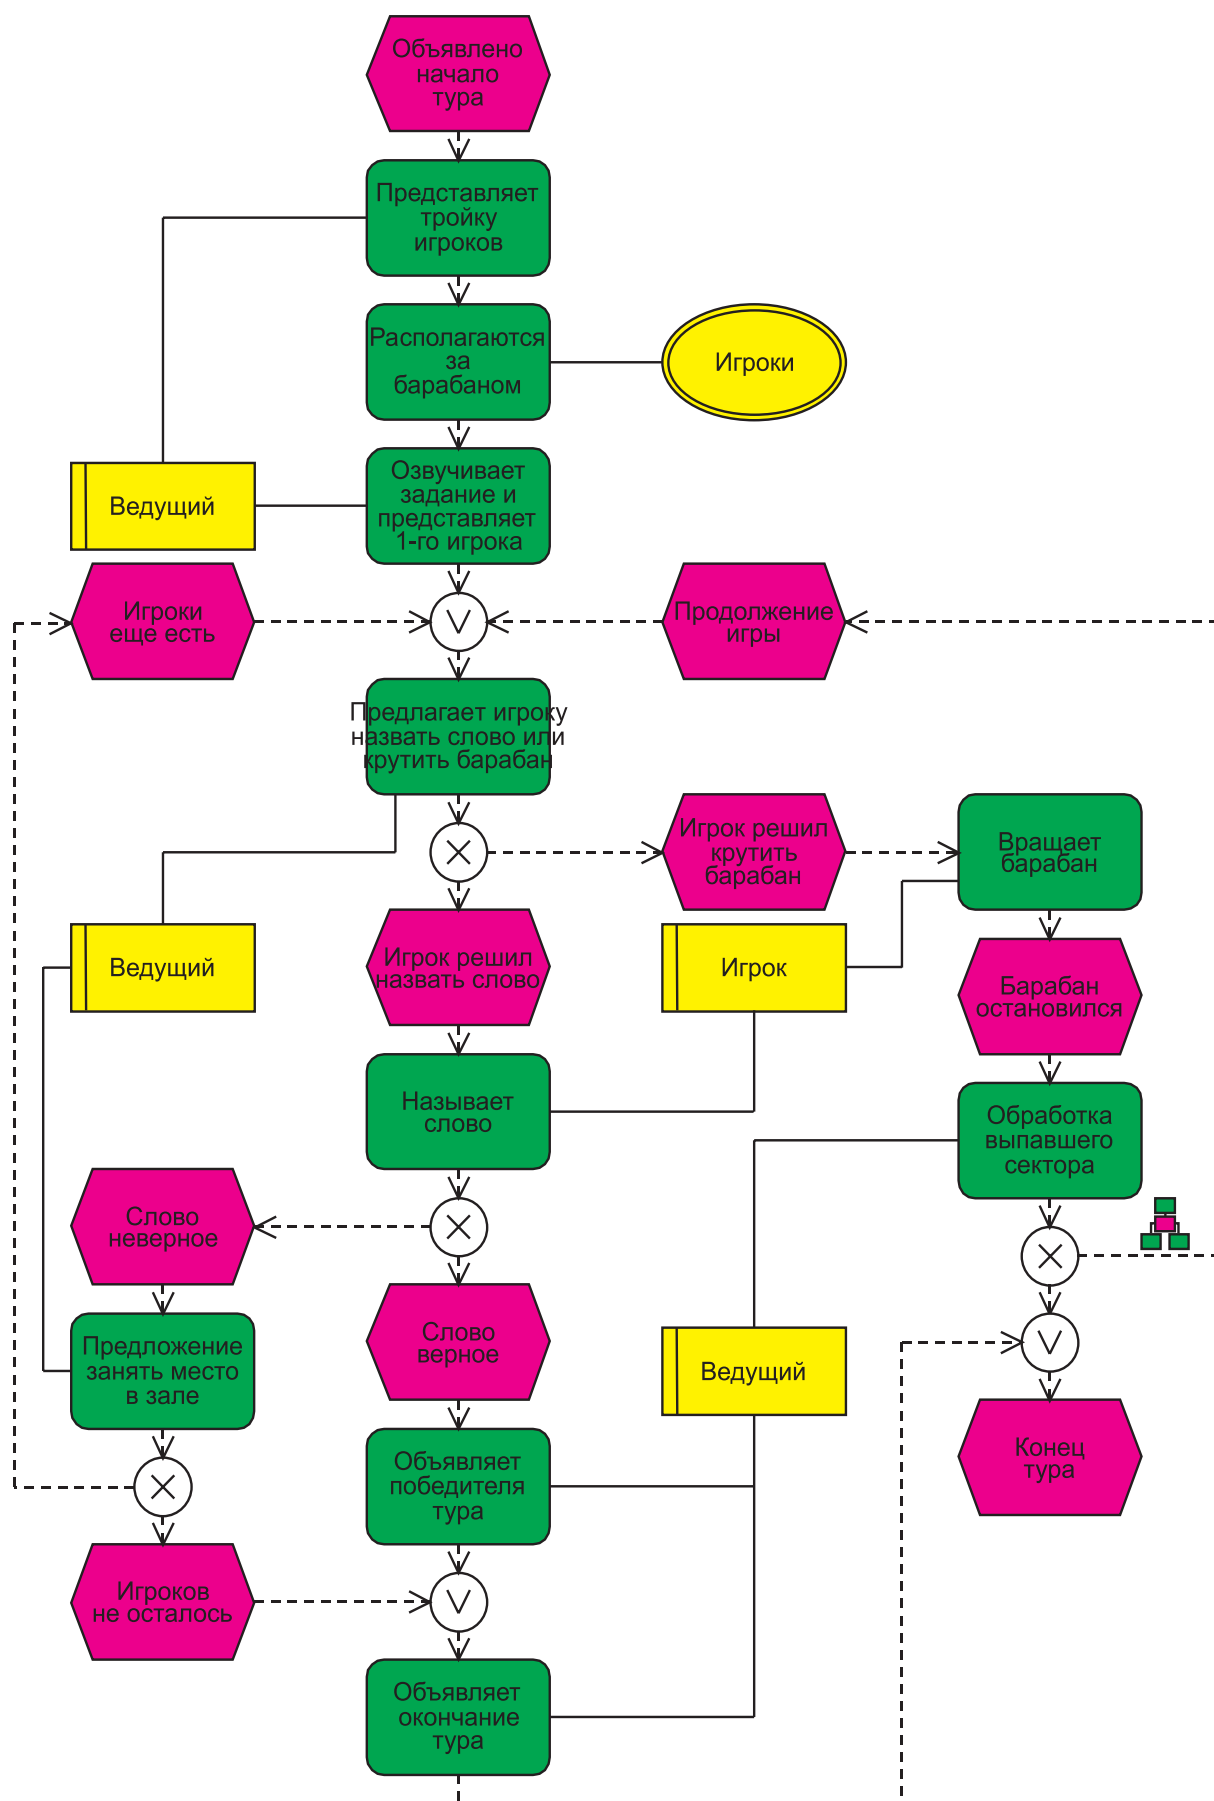 Объявлено
начало
тура
Представляет
тройку
игроков
Располагаются
за
барабаном
Игроки
Озвучивает
задание и
представляет
1-го игрока
Ведущий
Игроки
еще есть
V
Продолжение
игры
Предлагает игроку
назвать слово или
крутить барабан
Игрок решил
крутить
барабан
Вращает
барабан
Ведущий
Игрок решил
назвать слово
Игрок
Барабан
остановился
Называет
слово
Обработка
выпавшего
сектора
Слово
неверное
Слово
верное
Предложение
занять место
в зале
Ведущий
V
Конец
тура
Объявляет
победителя
тура
Игроков
не осталось
V
Объявляет
окончание
тура